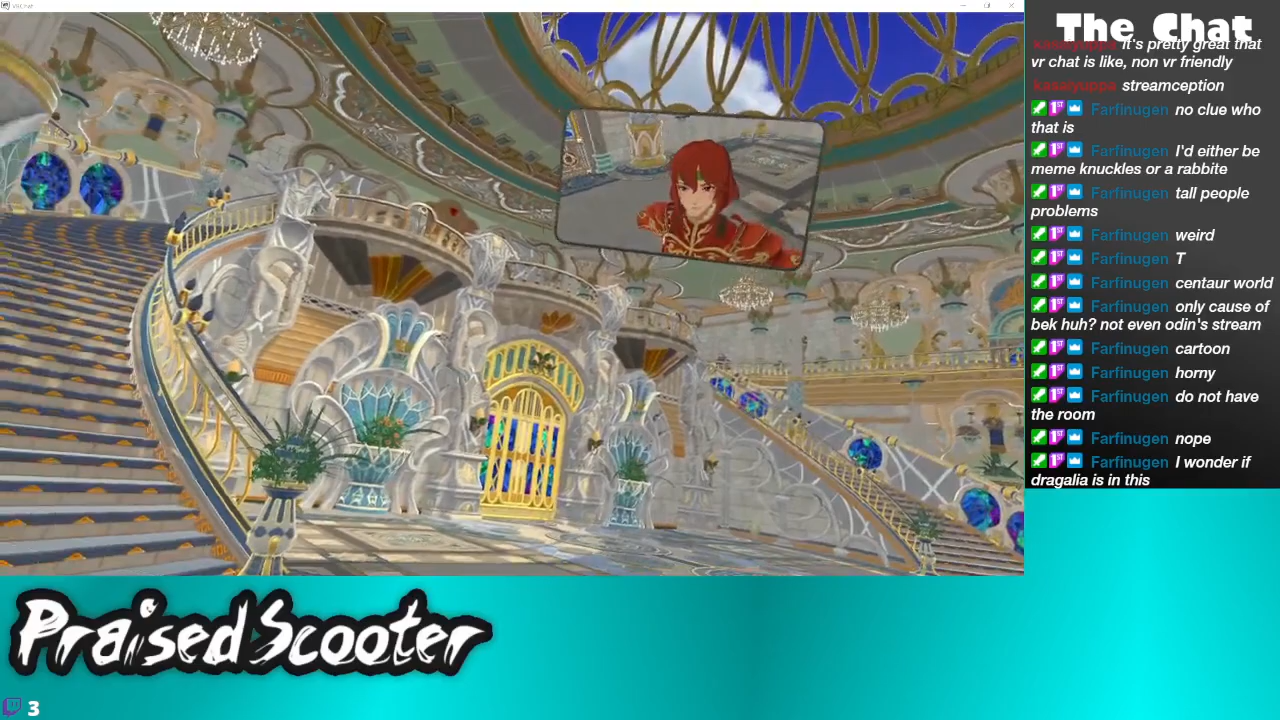 VRChat
The Chat
kasaiyuppa It's pretty great that
vr chat is like, non vr friendly
kasaiyuppa streamception
Farfinugen no clue who
that is
Farfinugen I'd either be
meme knuckles or a rabbite
Farfinugen tall people
problems
Farfinugen weird
Farfinugen T
Farfinugen centaur world
Farfinugen only cause of
bek huh? not even odin's stream
Farfinugen cartoon
Farfinugen horny
Farfinugen do not have
the room
Farfinugen nope
Farfinugen I wonder if
dragalia is in this
PraisedScooter
3